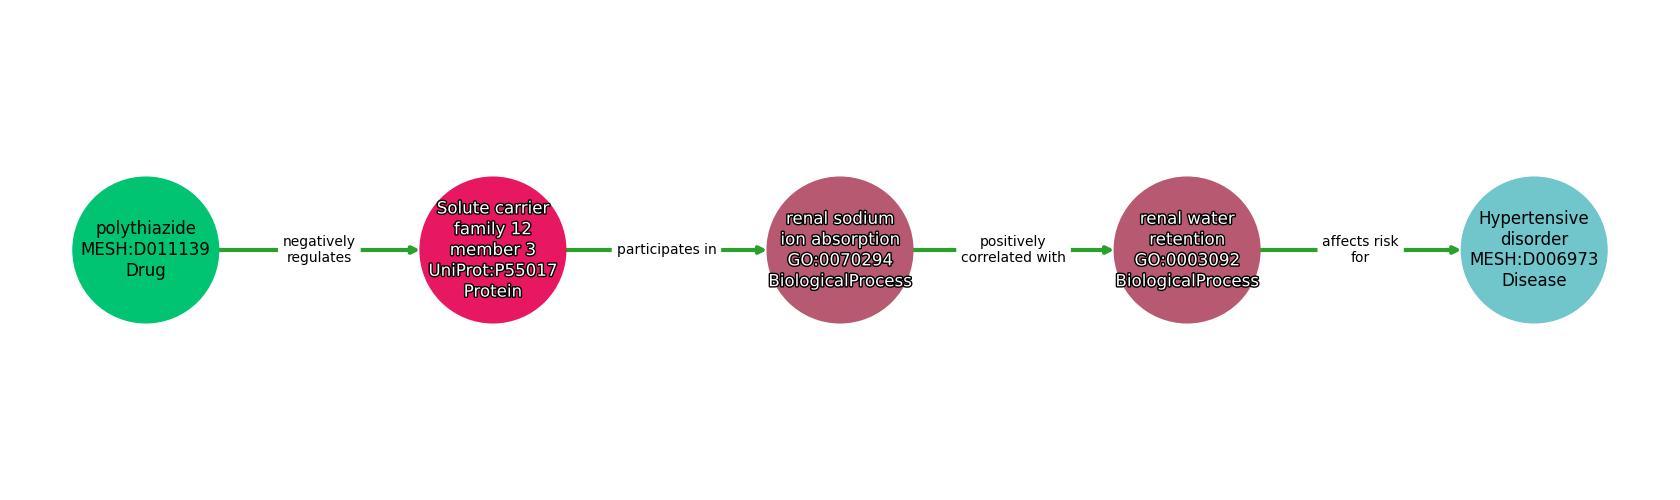 polythiazide
MESH:D011139
Drug
negatively
regulates
Solute carrier
family 12
member 3
UniProt:P55017
Protein
participates in
renal sodium
ion absorption
GO:0070294
BiologicalProcess
positively
correlated with
renal water
retention
GO:0003092
BiologicalProcess
affects risk
for
Hypertensive
disorder
MESH:D006973
Disease